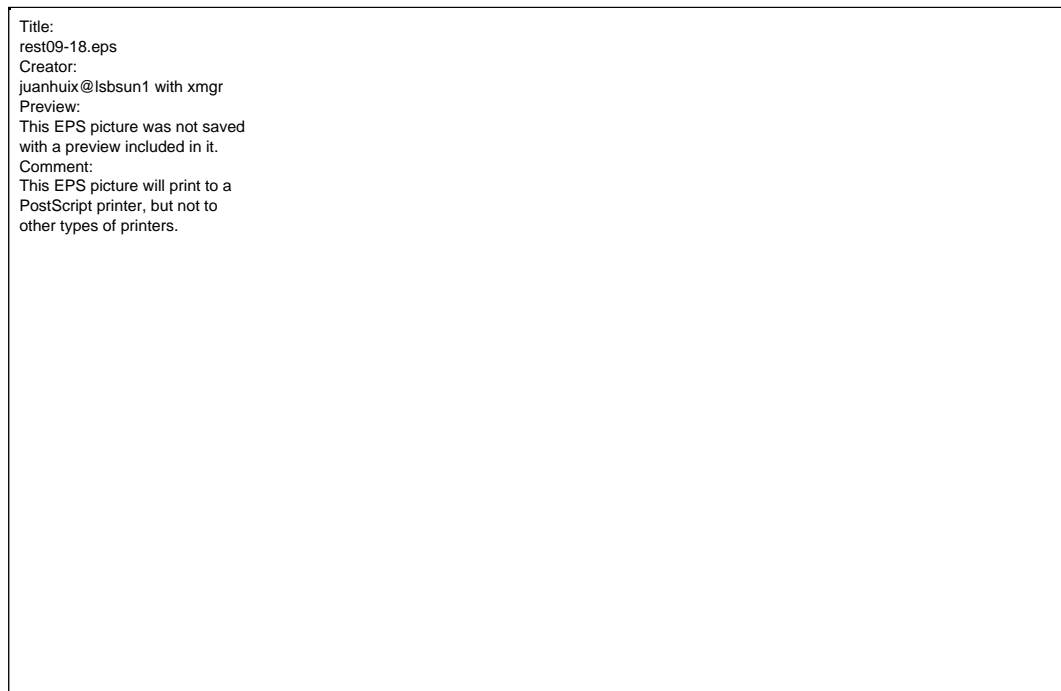 Title:
rest09-18.eps
Creator:
juanhuix@lsbsun1 with xmgr
Preview:
This EPS picture was not saved
with a preview included in it.
Comment:
This EPS picture will print to a
PostScript printer, but not to
other types of printers.